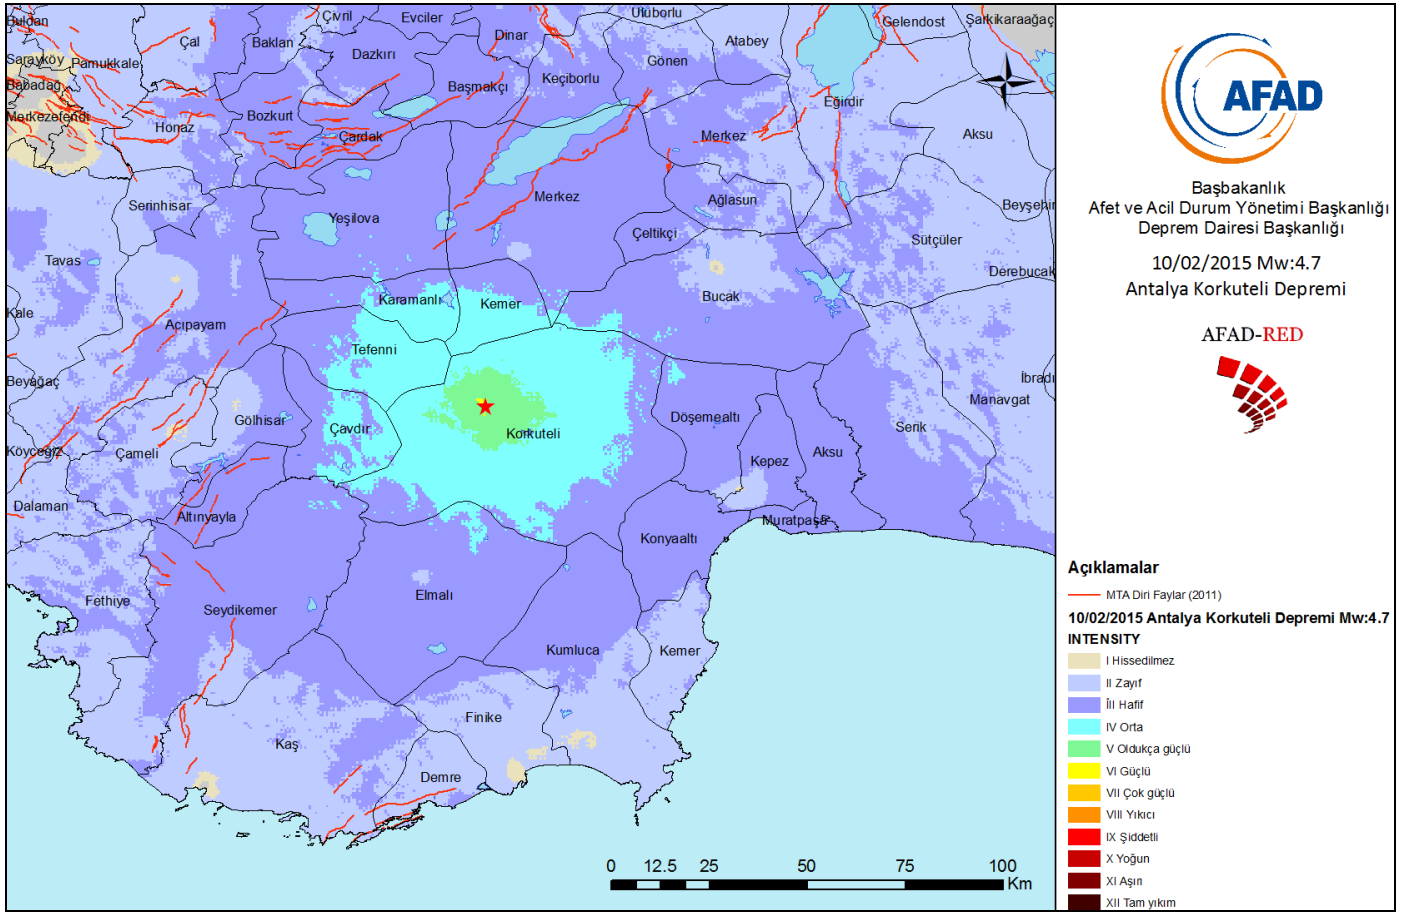 Buldan
Çivril
Evciler
Uluborlu
Gelendost
Şarkikaraağaç
Çal
Baklan
Dinar
Atabey
Sarayköy
Pamukkale
Dazkırı
Gönen
Babadağ
Başmakçı
Keçiborlu
Eğirdir
Merkezefendi
Honaz
Bozkurt
Çardak
Merkez
Aksu
Serinhisar
Yeşilova
Merkez
Ağlasun
Beyşehir
Çeltikçi
Sütçüler
Tavas
Derebucak
Kale
Karamanlı
Kemer
Bucak
Acıpayam
Tefenni
Beyağaç
İbradı
Manavgat
Gölhisar
Çavdır
Korkuteli
Döşemealtı
Serik
Köyceğiz
Çameli
Kepez
Aksu
Dalaman
Altınyayla
Muratpaşa
Konyaaltı
Fethiye
Seydikemer
Elmalı
Kumluca
Kemer
Kaş
Finike
Demre
0 12.5 25 50 75 100
Km
AFAD
Başbakanlık
Afet ve Acil Durum Yönetimi Başkanlığı
Deprem Dairesi Başkanlığı
10/02/2015 Mw:4.7
Antalya Korkuteli Depremi
AFAD-RED
Açıklamalar
MTA Diri Faylar (2011)
10/02/2015 Antalya Korkuteli Depremi Mw:4.7
INTENSITY
I Hissedilmez
II Zayıf
III Hafif
IV Orta
V Oldukça güçlü
VI Güçlü
VII Çok güçlü
VIII Yıkıcı
IX Şiddetli
X Yoğun
XI Aşırı
XII Tam yıkım